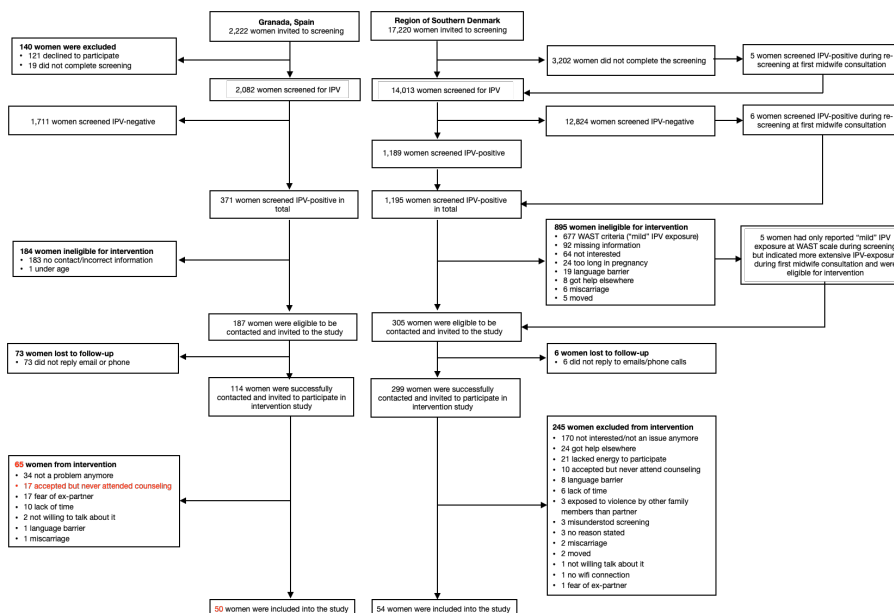 Granada, Spain
2,222 women invited to screening
Region of Southern Denmark
17,220 women invited to screening
140 women were excluded
• 121 declined to participate
• 19 did not complete screening
3,202 women did not complete the screening
5 women screened IPV-positive during re-
screening at first midwife consultation
2,082 women screened for IPV
14,013 women screened for IPV
1,711 women screened IPV-negative
12,824 women screened IPV-negative
6 women screened IPV-positive during re-
screening at first midwife consultation
1,189 women screened IPV-positive
371 women screened IPV-positive in
total
1,195 women screened IPV-positive
in total
895 women ineligible for intervention
• 677 WAST criteria ("mild" IPV exposure)
• 92 missing information
• 64 not interested
• 24 too long in pregnancy
• 19 language barrier
• 8 got help elsewhere
• 6 miscarriage
• 5 moved
5 women had only reported "mild" IPV
exposure at WAST scale during screening
but indicated more extensive IPV-exposure
during first midwife consultation and were
eligible for intervention
184 women ineligible for intervention
• 183 no contact/incorrect information
• 1 under age
187 women were eligible to be
contacted and invited to the study
305 women were eligible to be
contacted and invited to the study
73 women lost to follow-up
• 73 did not reply email or phone
6 women lost to follow-up
• 6 did not reply to emails/phone calls
114 women were successfully
contacted and invited to participate in
intervention study
299 women were successfully
contacted and invited to participate in
intervention study
245 women excluded from intervention
• 170 not interested/not an issue anymore
• 24 got help elsewhere
• 21 lacked energy to participate
• 10 accepted but never attend counseling
• 8 language barrier
• 6 lack of time
• 3 exposed to violence by other family
members than partner
• 3 misunderstood screening
• 3 no reason stated
• 2 miscarriage
• 2 moved
• 1 not willing talk about it
• 1 no wifi connection
• 1 fear of ex-partner
65 women from intervention
• 34 not a problem anymore
• 17 accepted but never attended counseling
• 17 fear of ex-partner
• 10 lack of time
• 2 not willing to talk about it
• 1 language barrier
• 1 miscarriage
50 women were included into the study
54 women were included into the study